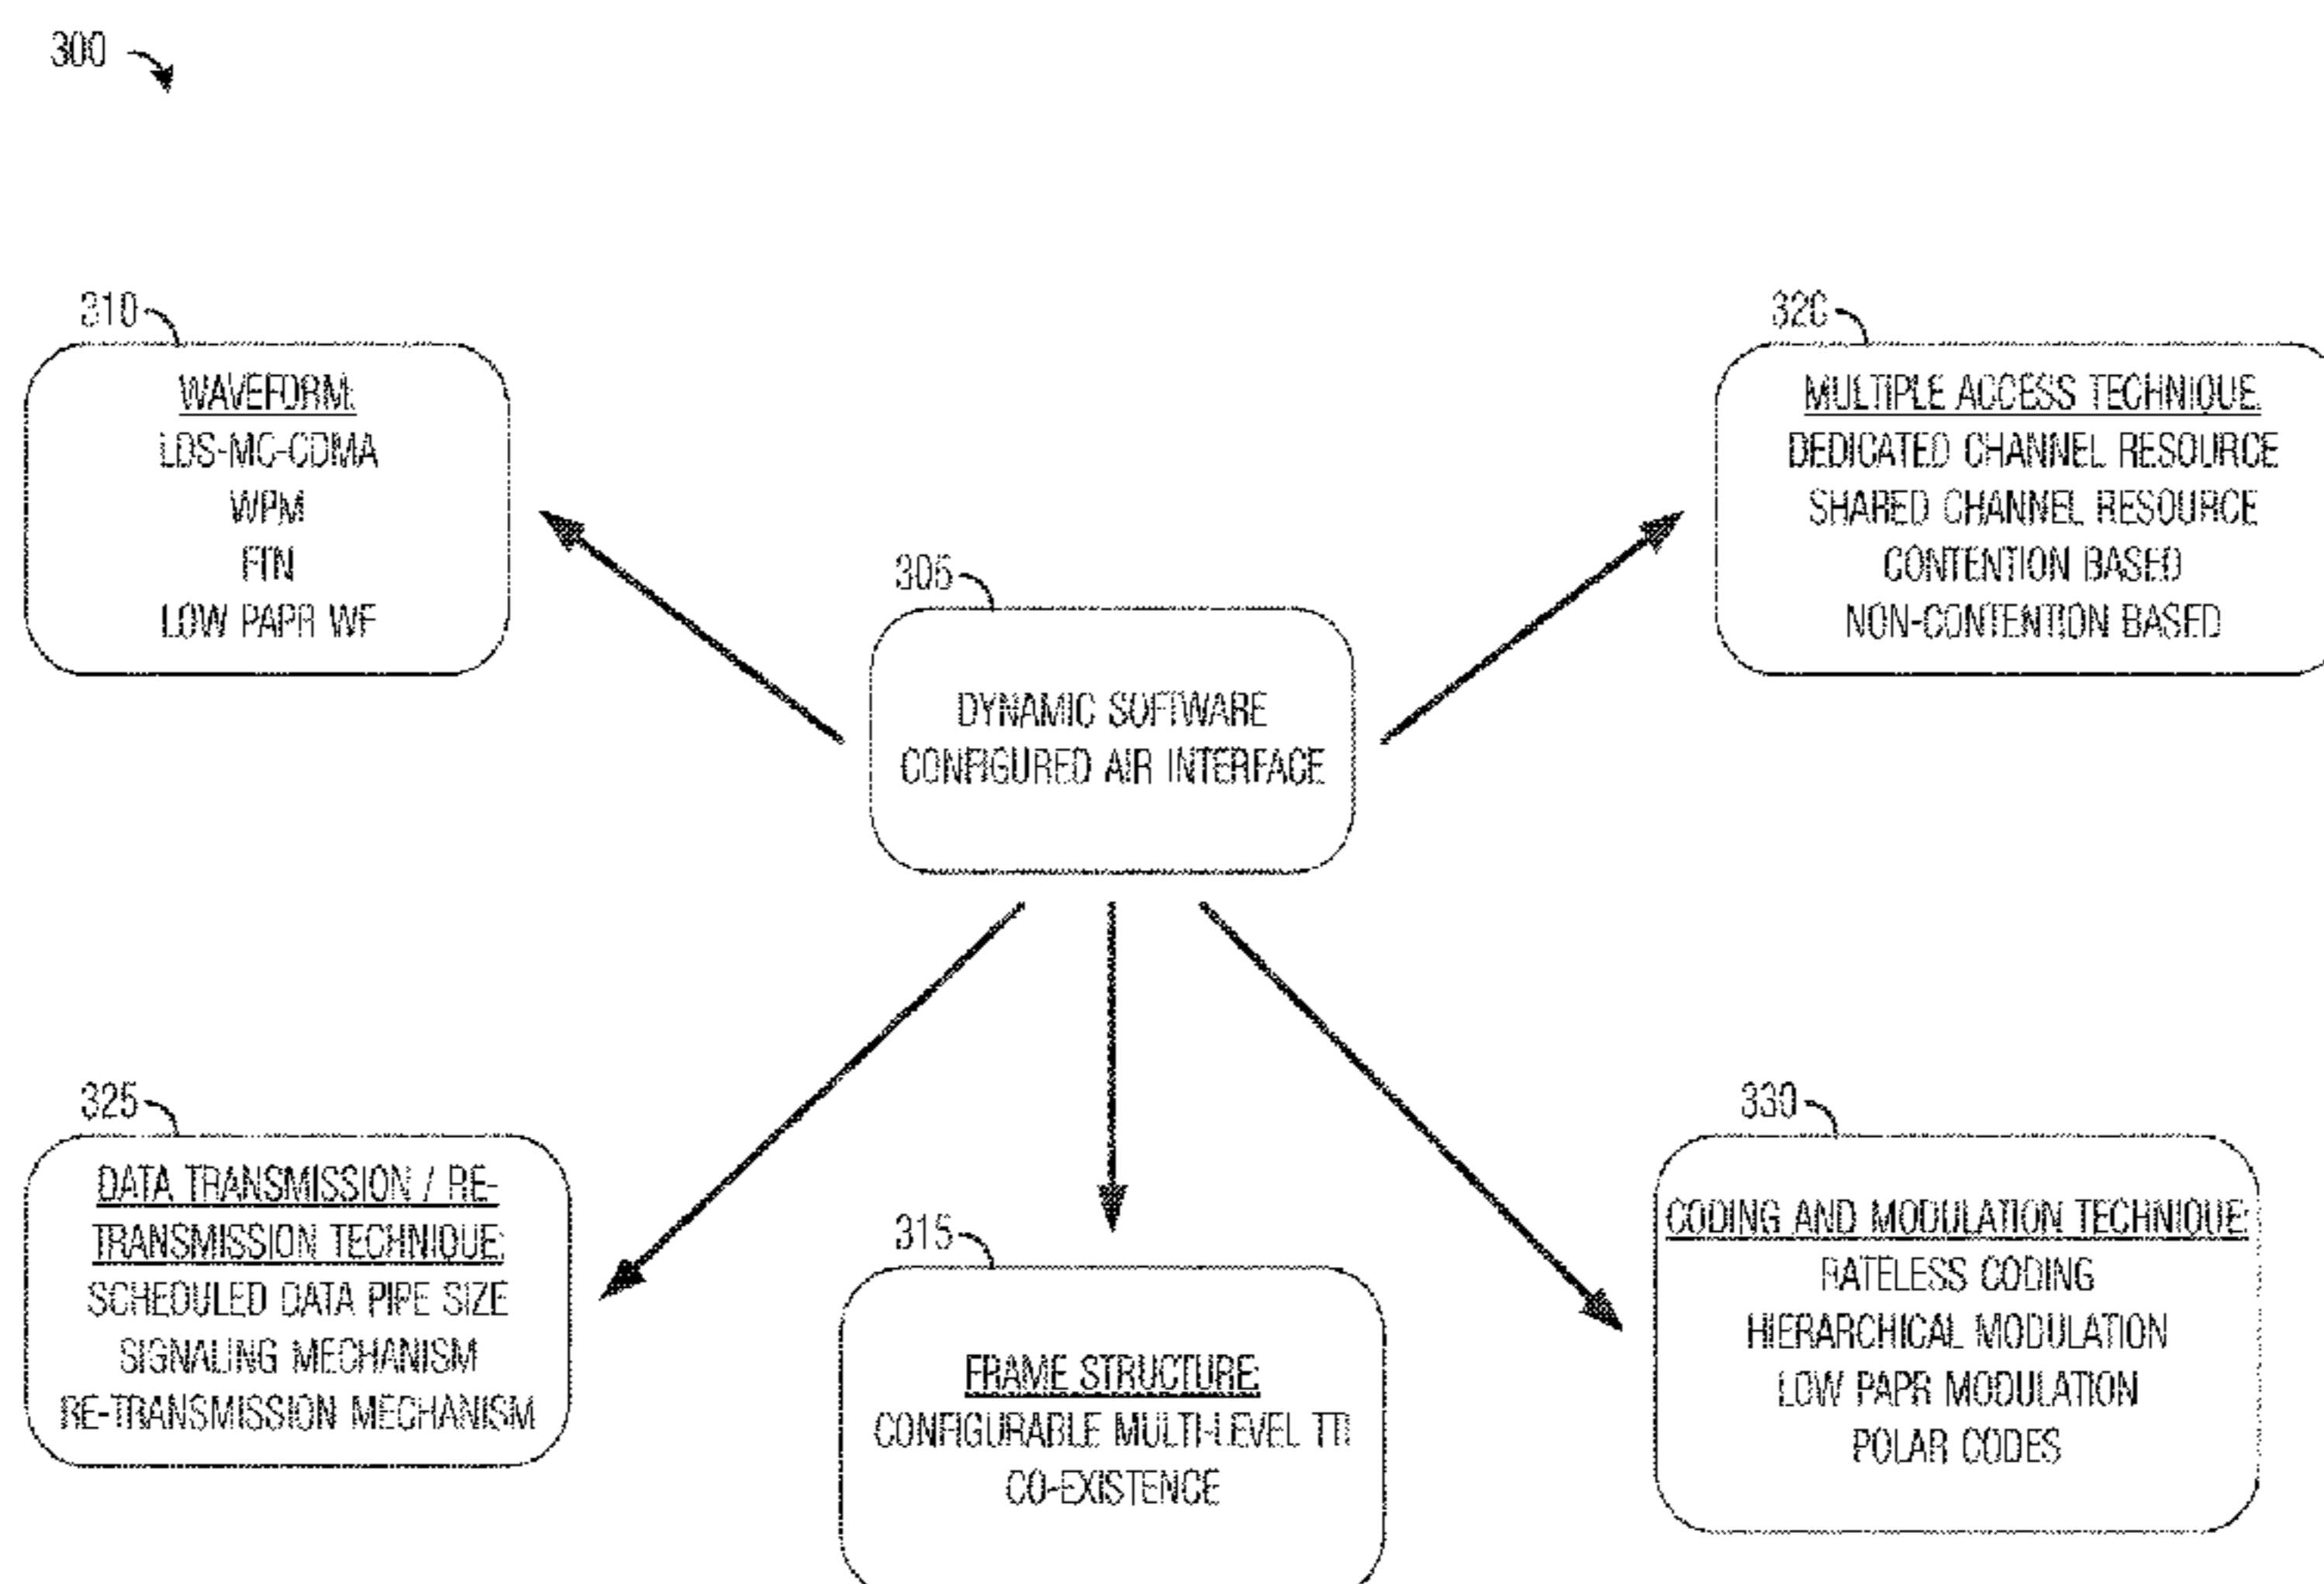 300
310
WAVEFORM:
LDS-MC-CDMA
WPM
FTN
LOW PAPR WF
320
MULTIPLE ACCESS TECHNIQUE:
DEDICATED CHANNEL RESOURCE
SHARED CHANNEL RESOURCE
CONTENTION BASED
NON-CONTENTION BASED
305
DYNAMIC SOFTWARE
CONFIGURED AIR INTERFACE
325
DATA TRANSMISSION / RE-
TRANSMISSION TECHNIQUE:
SCHEDULED DATA PIPE SIZE
SIGNALING MECHANISM
RE-TRANSMISSION MECHANISM
315
FRAME STRUCTURE:
CONFIGURABLE MULTI-LEVEL TTI
CO-EXISTENCE
330
CODING AND MODULATION TECHNIQUE:
RATELESS CODING
HIERARCHICAL MODULATION
LOW PAPR MODULATION
POLAR CODES